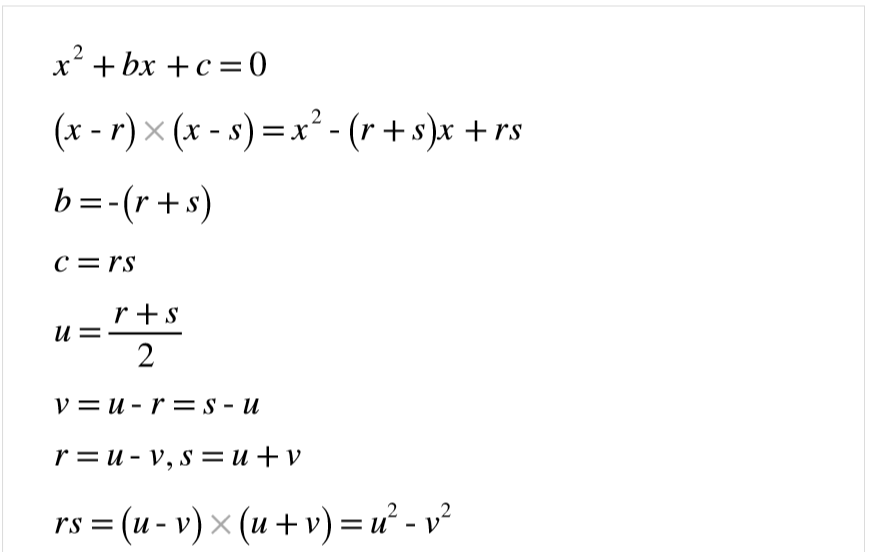 x² + bx + c = 0
(x - r) × (x - s) = x² - (r + s)x + rs
b = -(r + s)
c = rs
u = (r + s)/2
v = u - r = s - u
r = u - v, s = u + v
rs = (u - v) × (u + v) = u² - v²